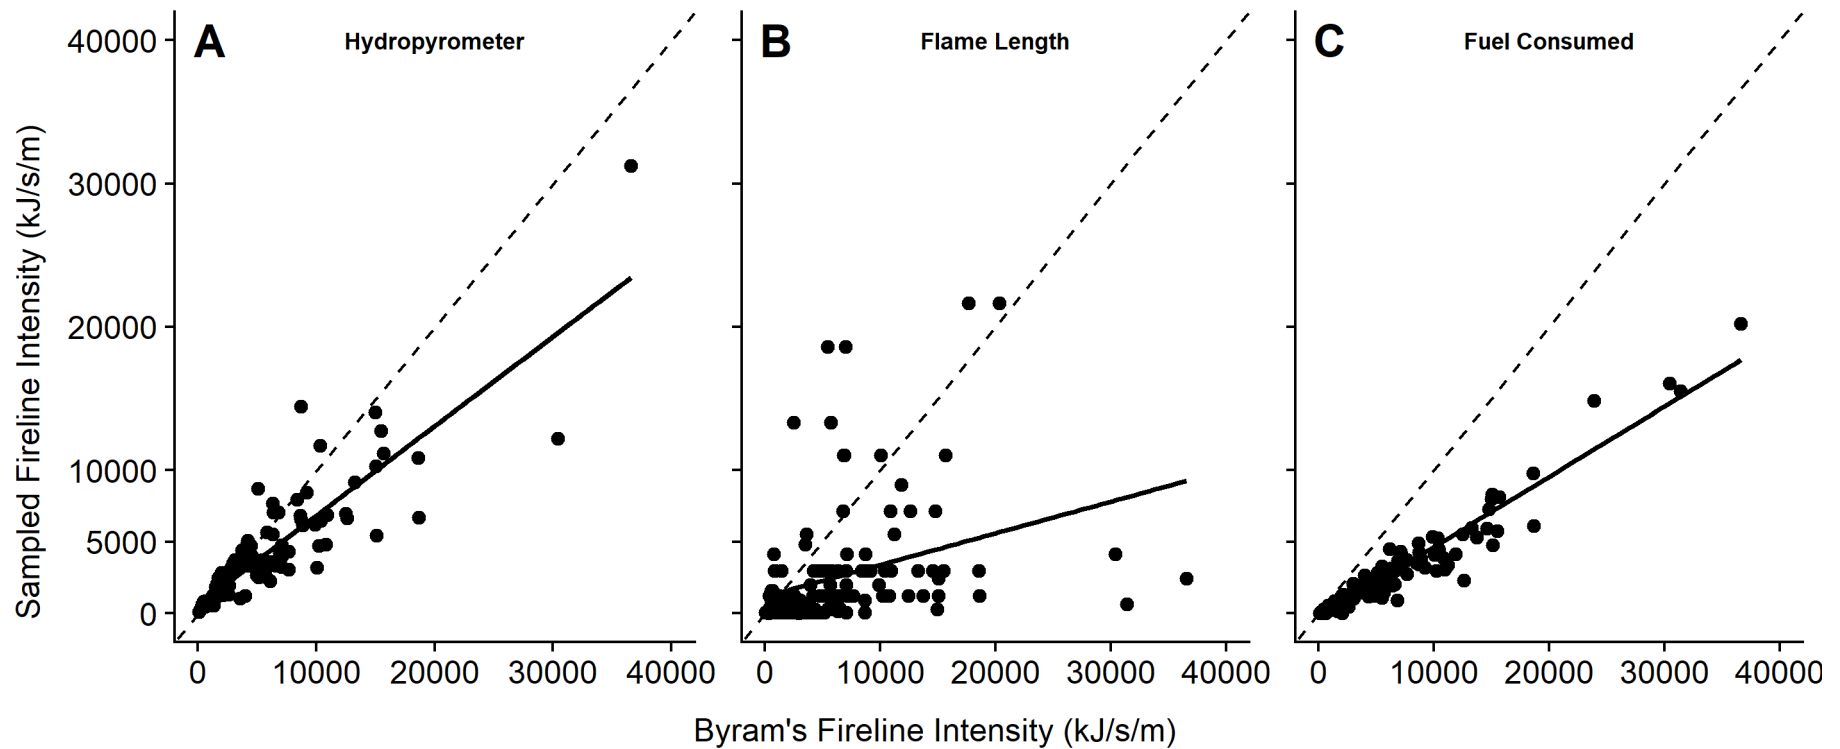 A Hydropyrometer
B Flame Length
C Fuel Consumed
Sampled Fireline Intensity (kJ/s/m)
40000
30000
20000
10000
5000
0
0 10000 20000 30000 40000
0 10000 20000 30000 40000
0 10000 20000 30000 40000
Byram's Fireline Intensity (kJ/s/m)